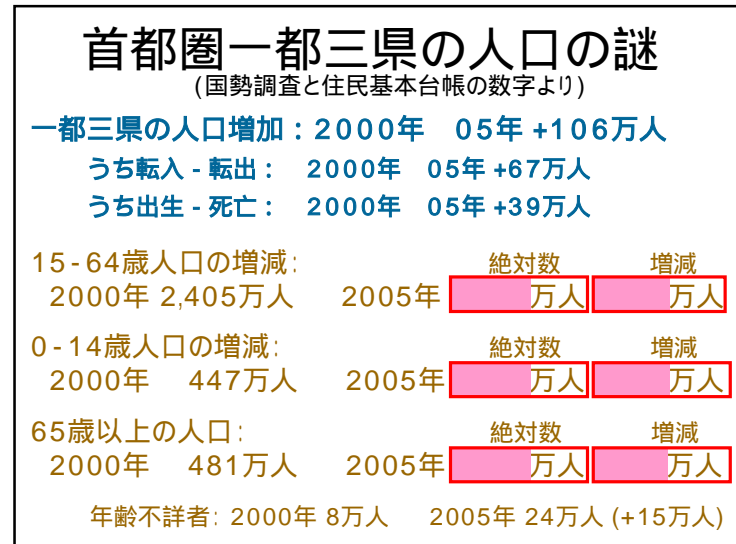 首都圏一都三県の人口の謎
(国勢調査と住民基本台帳の数字より)
一都三県の人口増加：2000年 05年 +106万人
うち転入 - 転出： 2000年 05年 +67万人
うち出生 - 死亡： 2000年 05年 +39万人
15-64歳人口の増減: 絶対数 増減
2000年 2,405万人 2005年 万人 万人
0-14歳人口の増減: 絶対数 増減
2000年 447万人 2005年 万人 万人
65歳以上の人口: 絶対数 増減
2000年 481万人 2005年 万人 万人
年齢不詳者: 2000年 8万人 2005年 24万人 (+15万人)